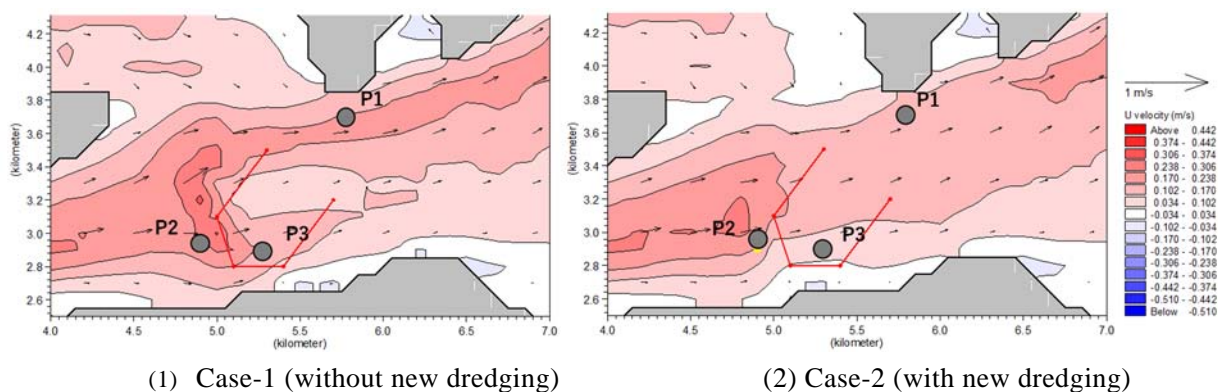 4.2
4.0
3.8
3.6
3.4
3.2
3.0
2.8
2.6
(kilometer)
P1
P2
P3
4.0 4.5 5.0 5.5 6.0 6.5 7.0
(kilometer)
(1) Case-1 (without new dredging)
4.2
4.0
3.8
3.6
3.4
3.2
3.0
2.8
2.6
(kilometer)
P1
P2
P3
4.0 4.5 5.0 5.5 6.0 6.5 7.0
(kilometer)
(2) Case-2 (with new dredging)
1 m/s
U velocity (m/s)
Above 0.442
0.374 - 0.442
0.306 - 0.374
0.238 - 0.306
0.170 - 0.238
0.102 - 0.170
0.034 - 0.102
-0.034 - 0.034
-0.102 - -0.034
-0.170 - -0.102
-0.238 - -0.170
-0.306 - -0.238
-0.374 - -0.306
-0.442 - -0.374
-0.510 - -0.442
Below -0.510